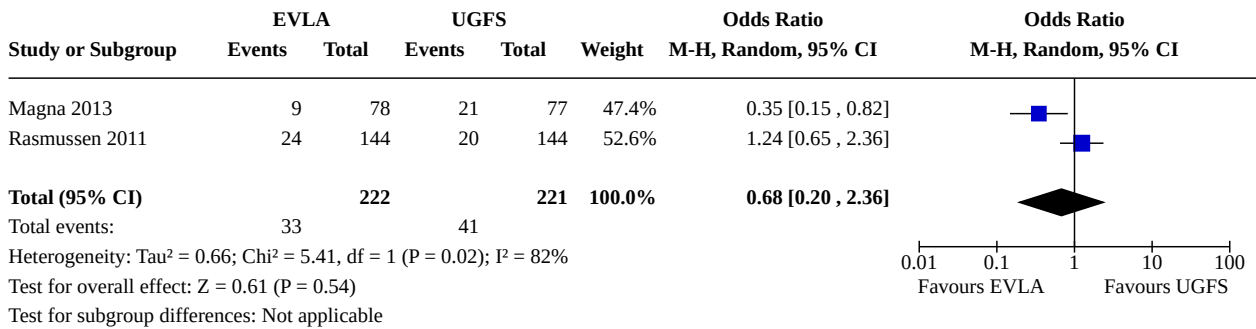 EVLA UGFS Odds Ratio Odds Ratio
Study or Subgroup Events Total Events Total Weight M-H, Random, 95% CI M-H, Random, 95% CI
Magna 2013 9 78 21 77 47.4% 0.35 [0.15 , 0.82]
Rasmussen 2011 24 144 20 144 52.6% 1.24 [0.65 , 2.36]
Total (95% CI) 222 221 100.0% 0.68 [0.20 , 2.36]
Total events: 33 41
Heterogeneity: Tau² = 0.66; Chi² = 5.41, df = 1 (P = 0.02); I² = 82%
0.01 0.1 1 10 100
Test for overall effect: Z = 0.61 (P = 0.54) Favours EVLA Favours UGFS
Test for subgroup differences: Not applicable